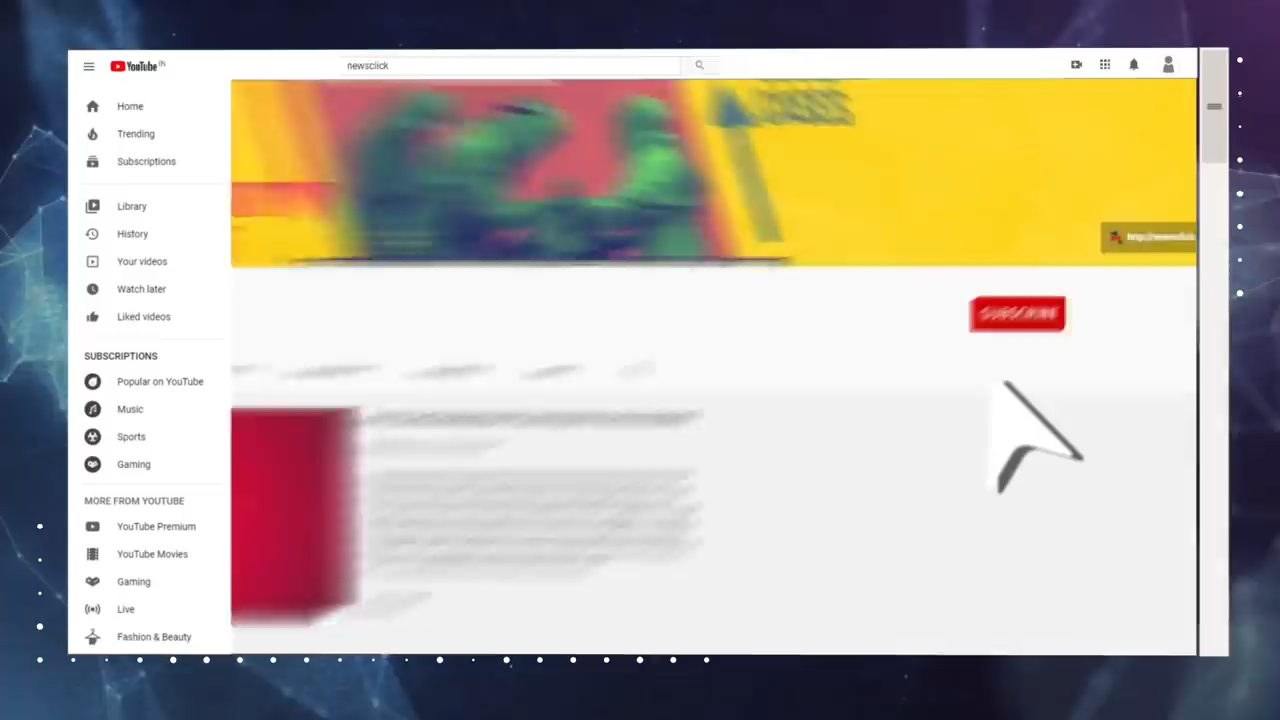 YouTube IN
newsclick
Home
Trending
Subscriptions
Library
History
Your videos
Watch later
Liked videos
SUBSCRIPTIONS
Popular on YouTube
Music
Sports
Gaming
MORE FROM YOUTUBE
YouTube Premium
YouTube Movies
Gaming
Live
Fashion & Beauty
SUBSCRIBE